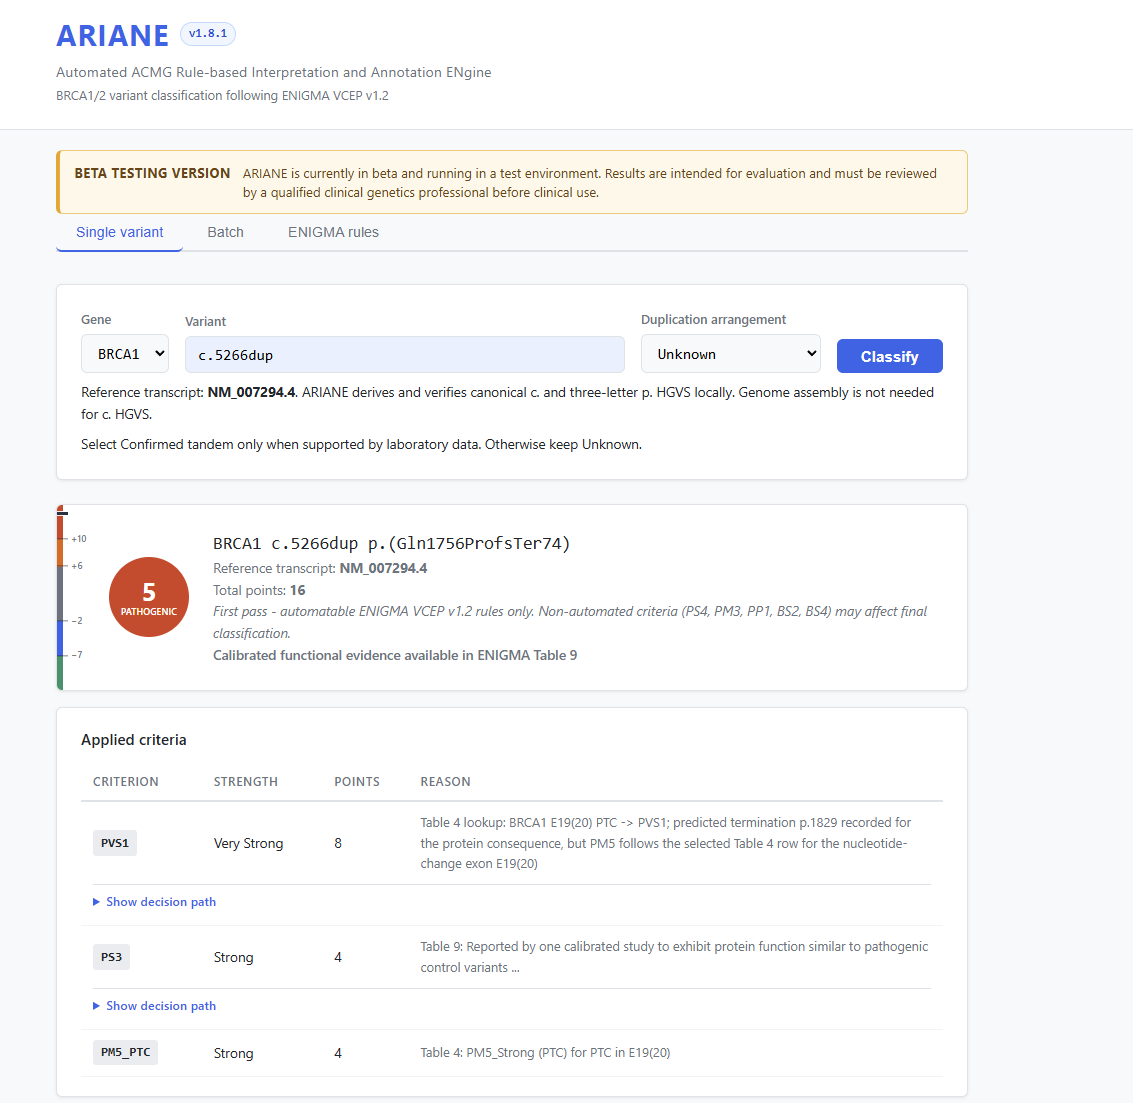 ARIANE v1.8.1
Automated ACMG Rule-based Interpretation and Annotation ENgine
BRCA1/2 variant classification following ENIGMA VCEP v1.2
BETA TESTING VERSION ARIANE is currently in beta and running in a test environment. Results are intended for evaluation and must be reviewed
by a qualified clinical genetics professional before clinical use.
Single variant Batch ENIGMA rules
Gene Variant Duplication arrangement
BRCA1 c.5266dup Unknown Classify
Reference transcript: NM_007294.4. ARIANE derives and verifies canonical c. and three-letter p. HGVS locally. Genome assembly is not needed
for c. HGVS.
Select Confirmed tandem only when supported by laboratory data. Otherwise keep Unknown.
+10
+6
−2
−7
5
PATHOGENIC
BRCA1 c.5266dup p.(Gln1756ProfsTer74)
Reference transcript: NM_007294.4
Total points: 16
First pass - automatable ENIGMA VCEP v1.2 rules only. Non-automated criteria (PS4, PM3, PP1, BS2, BS4) may affect final
classification.
Calibrated functional evidence available in ENIGMA Table 9
Applied criteria
CRITERION STRENGTH POINTS REASON
PVS1 Very Strong 8 Table 4 lookup: BRCA1 E19(20) PTC -> PVS1; predicted termination p.1829 recorded for
the protein consequence, but PM5 follows the selected Table 4 row for the nucleotide-
change exon E19(20)
Show decision path
PS3 Strong 4 Table 9: Reported by one calibrated study to exhibit protein function similar to pathogenic
control variants ...
Show decision path
PM5_PTC Strong 4 Table 4: PM5_Strong (PTC) for PTC in E19(20)